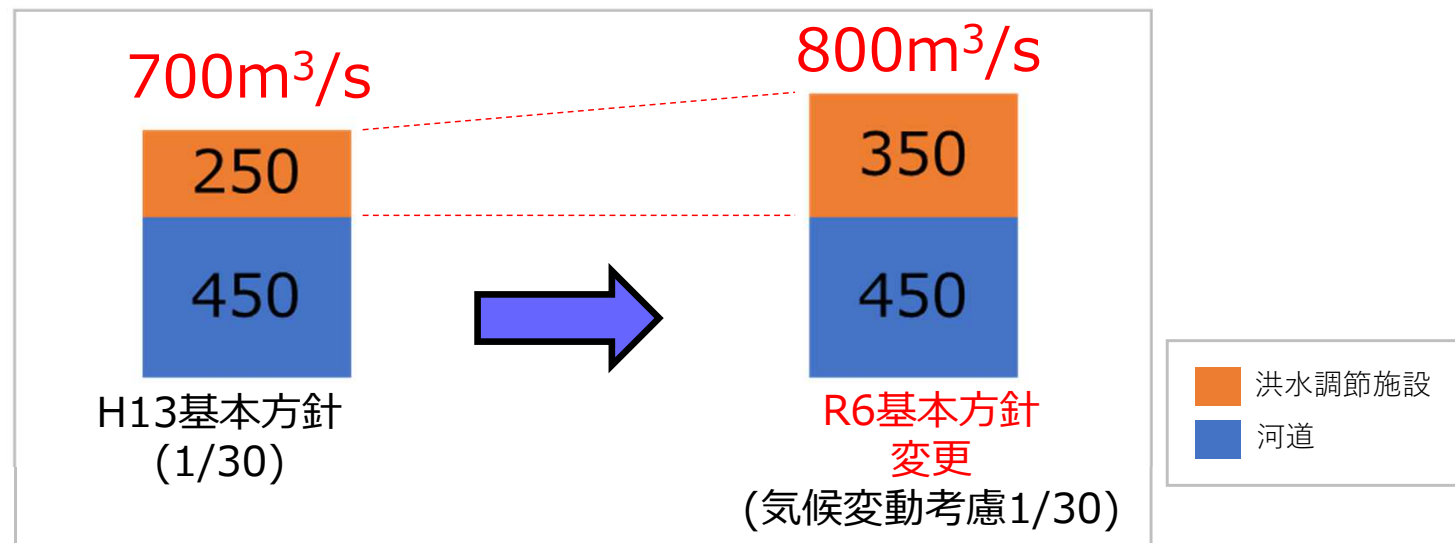 700m³/s
250
450
H13基本方針
(1/30)
800m³/s
350
450
R6基本方針
変更
(気候変動考慮1/30)
洪水調節施設
河道